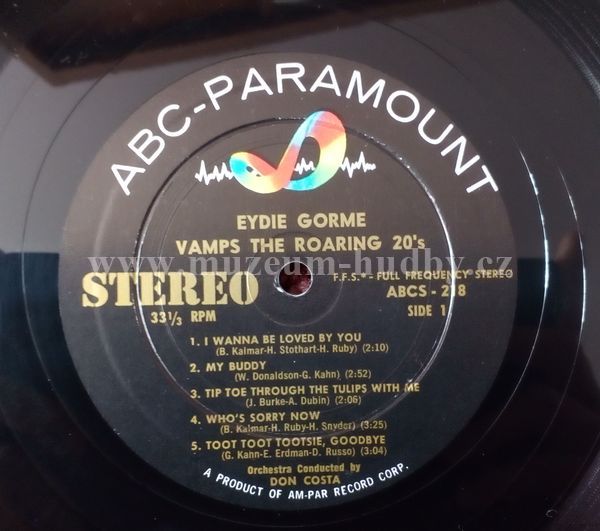 ABC-PARAMOUNT
EYDIE GORME
VAMPS THE ROARING 20's
www.muzeum-hudby.cz
STEREO
F.F.S.* - FULL FREQUENCY STEREO
ABCS - 218
33 1/3 RPM
SIDE 1
1. I WANNA BE LOVED BY YOU
(B. Kalmar-H. Stothart-H. Ruby) (2:10)
2. MY BUDDY
(W. Donaldson-G. Kahn) (2:52)
3. TIP TOE THROUGH THE TULIPS WITH ME
(J. Burke-A. Dubin) (2:06)
4. WHO'S SORRY NOW
(B. Kalmar-H. Ruby-H. Snyder) (3:25)
5. TOOT TOOT TOOTSIE, GOODBYE
(G. Kahn-E. Erdman-D. Russo) (3:04)
Orchestra Conducted by
DON COSTA
A PRODUCT OF AM-PAR RECORD CORP.